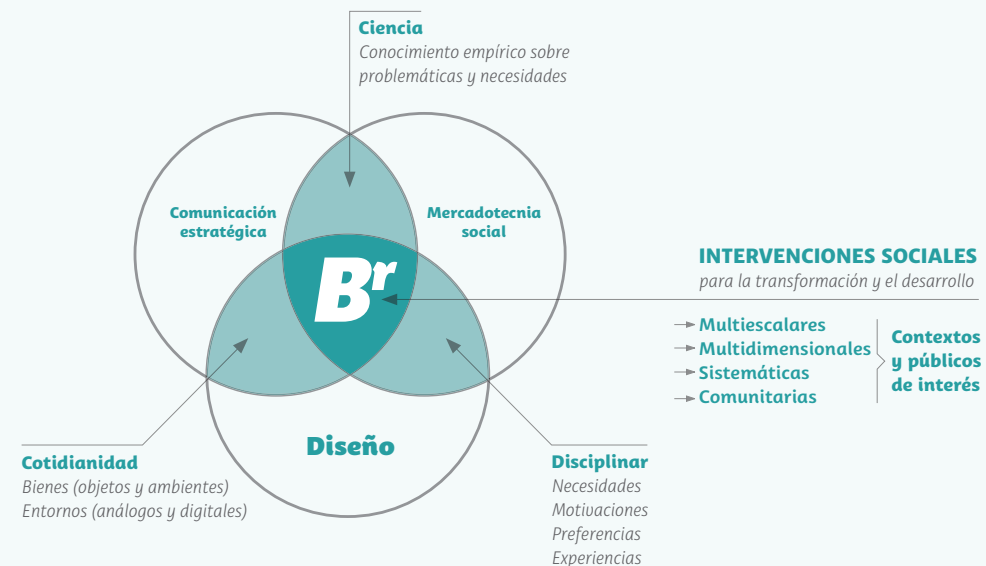 Ciencia
Conocimiento empírico sobre
problemáticas y necesidades
Comunicación
estratégica
Mercadotecnia
social
Br
INTERVENCIONES SOCIALES
para la transformación y el desarrollo
Multiescalares
Multidimensionales
Sistemáticas
Comunitarias
Contextos
y públicos
de interés
Diseño
Cotidianidad
Bienes (objetos y ambientes)
Entornos (análogos y digitales)
Disciplinar
Necesidades
Motivaciones
Preferencias
Experiencias